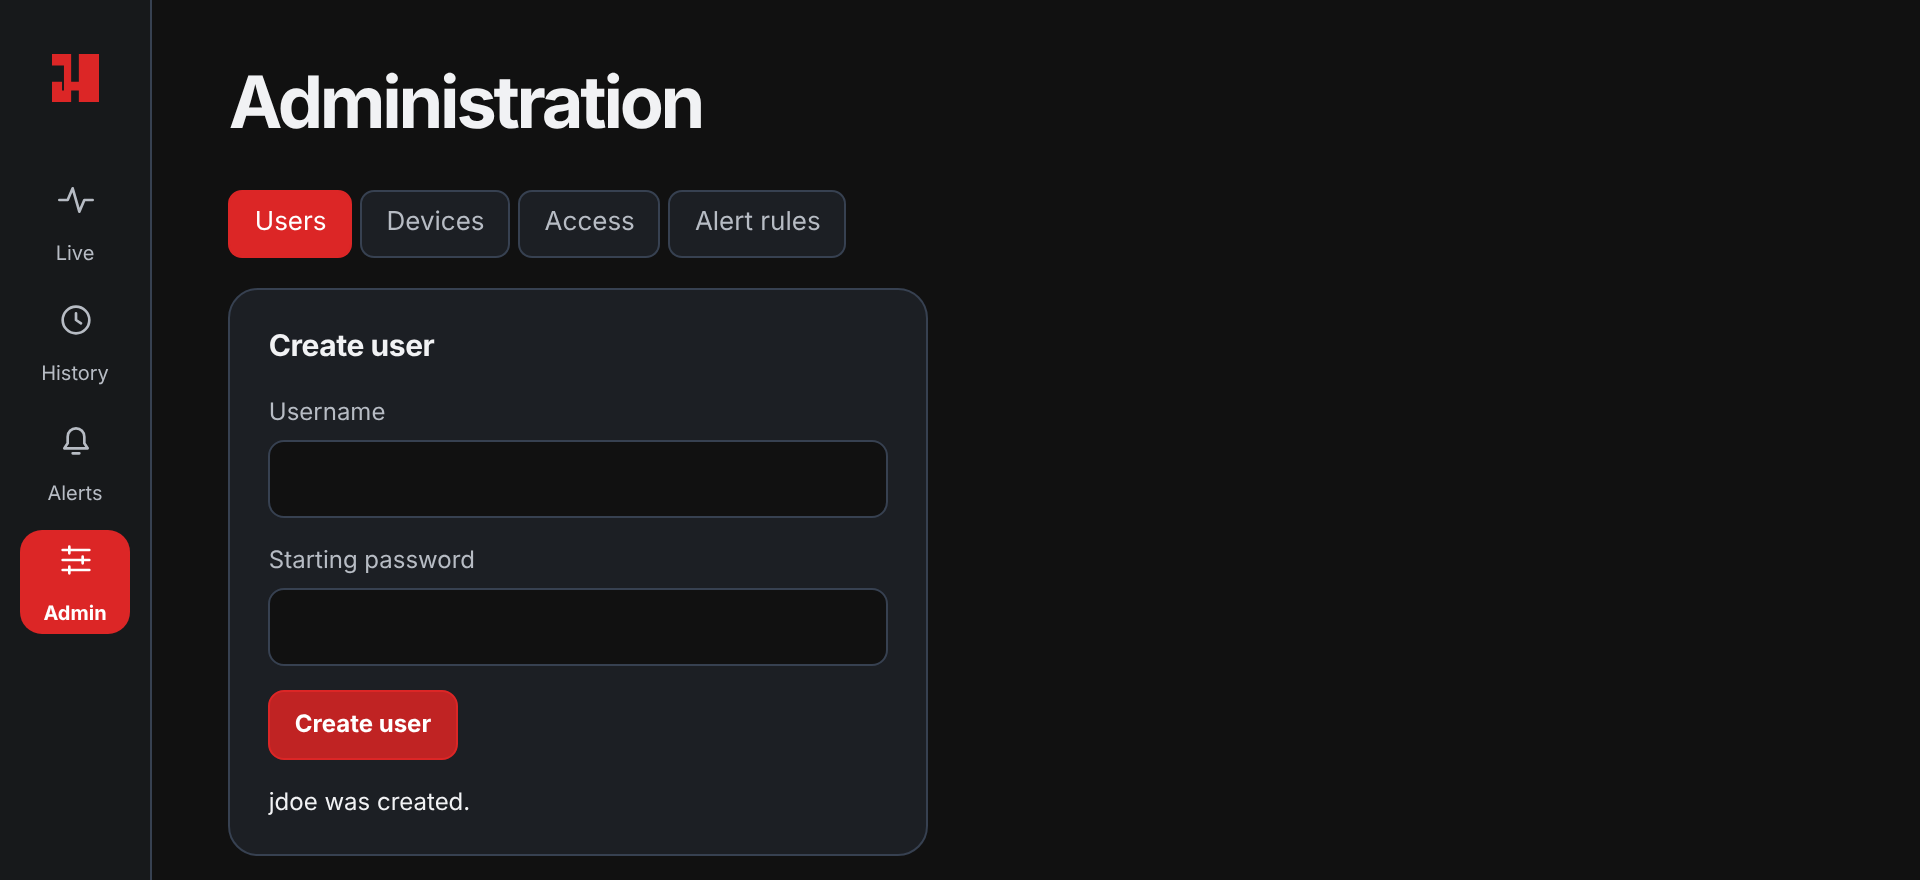 Administration
Live
History
Alerts
Admin
Users
Devices
Access
Alert rules
Create user
Username
Starting password
Create user
jdoe was created.